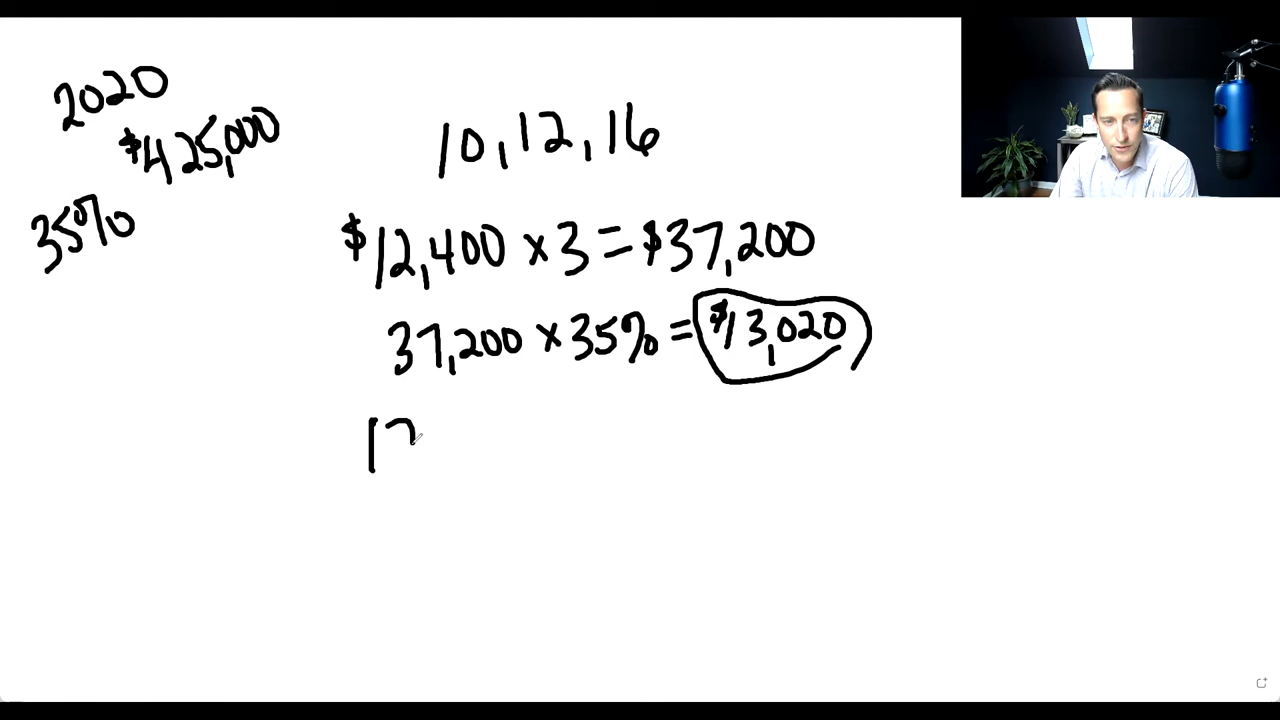 2020
$425,000
35%
10, 12, 16
$12,400 x 3 = $37,200
37,200 x 35% = $13,020